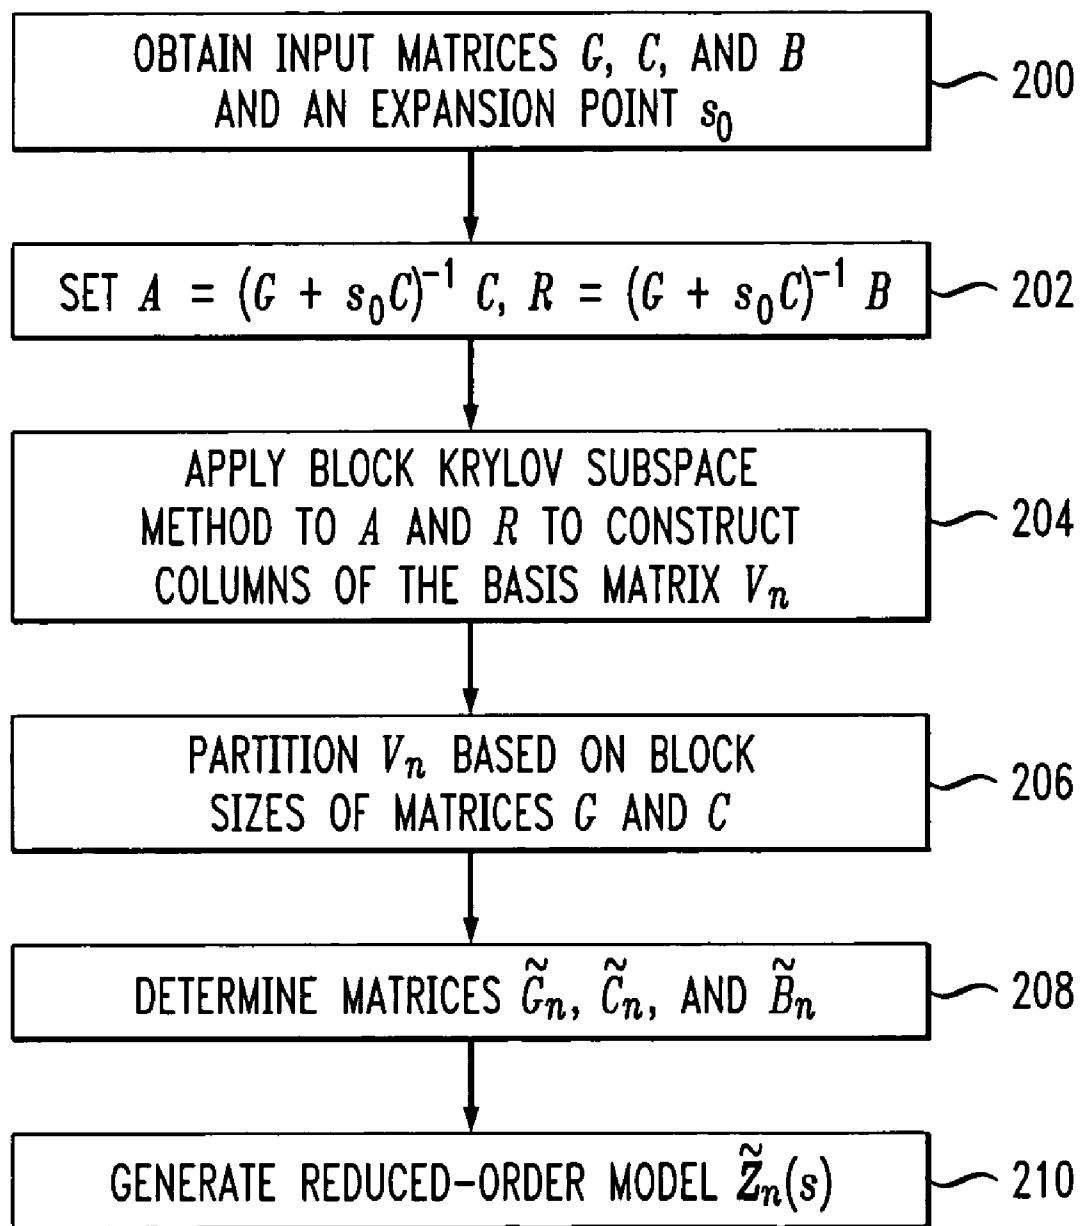 OBTAIN INPUT MATRICES G, C, AND B
AND AN EXPANSION POINT s₀
200
SET A = (G + s₀C)⁻¹ C, R = (G + s₀C)⁻¹ B
202
APPLY BLOCK KRYLOV SUBSPACE
METHOD TO A AND R TO CONSTRUCT
COLUMNS OF THE BASIS MATRIX Vₙ
204
PARTITION Vₙ BASED ON BLOCK
SIZES OF MATRICES G AND C
206
DETERMINE MATRICES G̃ₙ, C̃ₙ, AND B̃ₙ
208
GENERATE REDUCED-ORDER MODEL Z̃ₙ(s)
210